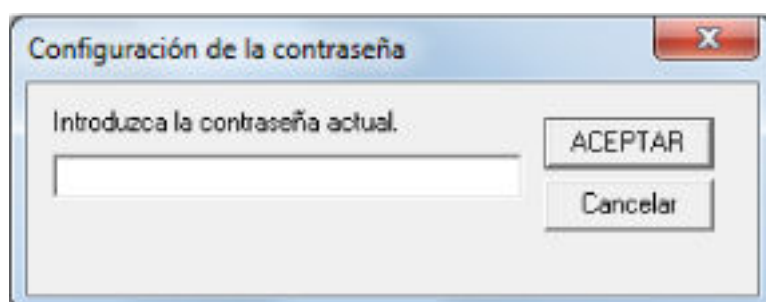 Configuración de la contraseña
Introduzca la contraseña actual.
ACEPTAR
Cancelar